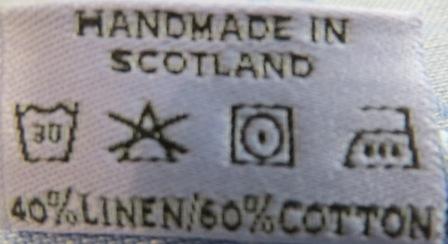 HANDMADE IN
SCOTLAND
30
40%LINEN/60%COTTON